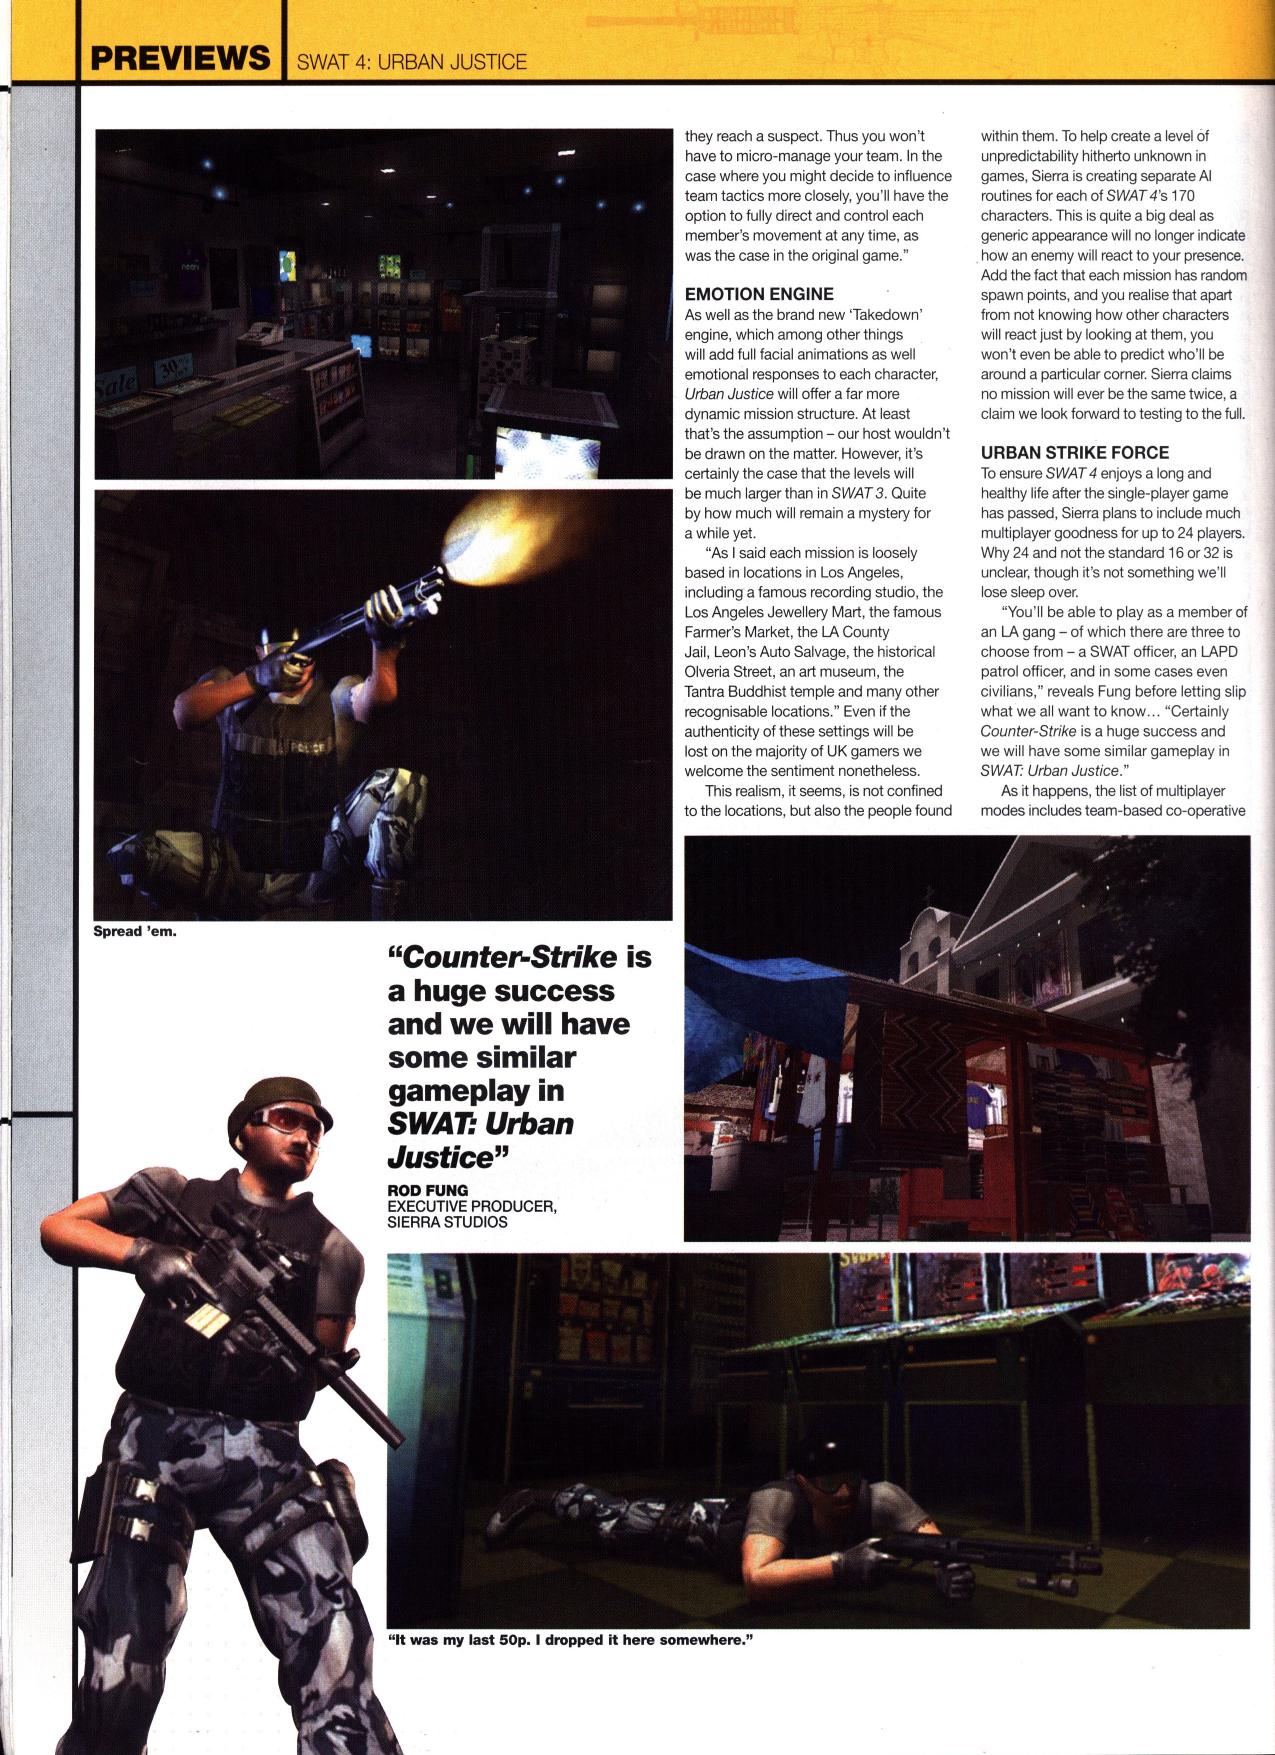 PREVIEWS
SWAT 4: URBAN JUSTICE
they reach a suspect. Thus you won't
have to micro-manage your team. In the
case where you might decide to influence
team tactics more closely, you'll have the
option to fully direct and control each
member's movement at any time, as
was the case in the original game."
EMOTION ENGINE
As well as the brand new 'Takedown'
engine, which among other things
will add full facial animations as well
emotional responses to each character,
Urban Justice will offer a far more
dynamic mission structure. At least
that's the assumption – our host wouldn't
be drawn on the matter. However, it's
certainly the case that the levels will
be much larger than in SWAT 3. Quite
by how much will remain a mystery for
a while yet.
"As I said each mission is loosely
based in locations in Los Angeles,
including a famous recording studio, the
Los Angeles Jewellery Mart, the famous
Farmer's Market, the LA County
Jail, Leon's Auto Salvage, the historical
Olveria Street, an art museum, the
Tantra Buddhist temple and many other
recognisable locations." Even if the
authenticity of these settings will be
lost on the majority of UK gamers we
welcome the sentiment nonetheless.
This realism, it seems, is not confined
to the locations, but also the people found
within them. To help create a level of
unpredictability hitherto unknown in
games, Sierra is creating separate AI
routines for each of SWAT 4's 170
characters. This is quite a big deal as
generic appearance will no longer indicate
how an enemy will react to your presence.
Add the fact that each mission has random
spawn points, and you realise that apart
from not knowing how other characters
will react just by looking at them, you
won't even be able to predict who'll be
around a particular corner. Sierra claims
no mission will ever be the same twice, a
claim we look forward to testing to the full.
URBAN STRIKE FORCE
To ensure SWAT 4 enjoys a long and
healthy life after the single-player game
has passed, Sierra plans to include much
multiplayer goodness for up to 24 players.
Why 24 and not the standard 16 or 32 is
unclear, though it's not something we'll
lose sleep over.
"You'll be able to play as a member of
an LA gang – of which there are three to
choose from – a SWAT officer, an LAPD
patrol officer, and in some cases even
civilians," reveals Fung before letting slip
what we all want to know... "Certainly
Counter-Strike is a huge success and
we will have some similar gameplay in
SWAT: Urban Justice."
As it happens, the list of multiplayer
modes includes team-based co-operative
Sale
30%
POLICE
Spread 'em.
"Counter-Strike is
a huge success
and we will have
some similar
gameplay in
SWAT: Urban
Justice"
ROD FUNG
EXECUTIVE PRODUCER,
SIERRA STUDIOS
SWAT
"It was my last 50p. I dropped it here somewhere."